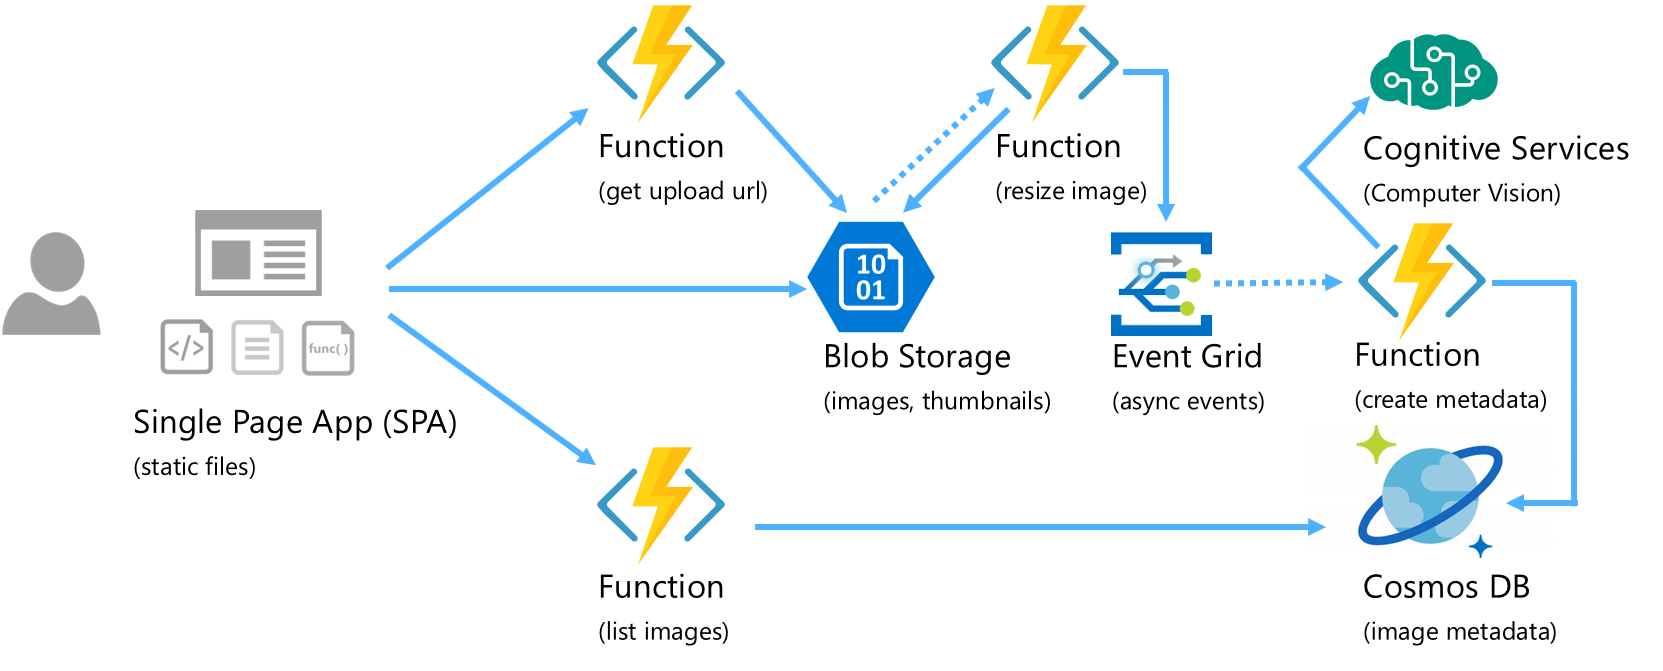 Function
(get upload url)
Function
(resize image)
Cognitive Services
(Computer Vision)
</>
func( )
Single Page App (SPA)
(static files)
10
01
Blob Storage
(images, thumbnails)
Event Grid
(async events)
Function
(create metadata)
Function
(list images)
Cosmos DB
(image metadata)